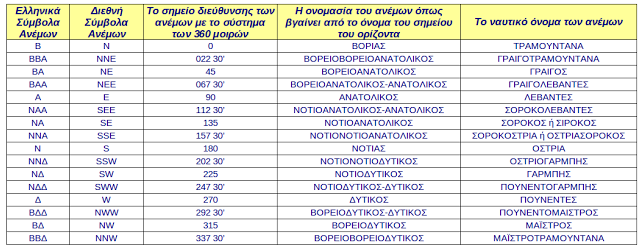 Ελληνικά Σύμβολα Ανέμων | Διεθνή Σύμβολα Ανέμων | Το σημείο διεύθυνσης των ανέμων με το σύστημα των 360 μοιρών | Η ονομασία του ανέμων όπως βγαίνει από το όνομα του σημείου του ορίζοντα | Το ναυτικό όνομα των ανέμων
Β | N | 0 | ΒΟΡΙΑΣ | ΤΡΑΜΟΥΝΤΑΝΑ
ΒΒΑ | NNE | 022 30' | ΒΟΡΕΙΟΒΟΡΕΙΟΑΝΑΤΟΛΙΚΟΣ | ΓΡΑΙΓΟΤΡΑΜΟΥΝΤΑΝΑ
ΒΑ | NE | 45 | ΒΟΡΕΙΟΑΝΑΤΟΛΙΚΟΣ | ΓΡΑΙΓΟΣ
ΒΑΑ | NEE | 067 30' | ΒΟΡΕΙΟΑΝΑΤΟΛΙΚΟΣ-ΑΝΑΤΟΛΙΚΟΣ | ΓΡΑΙΓΟΛΕΒΑΝΤΕΣ
Α | E | 90 | ΑΝΑΤΟΛΙΚΟΣ | ΛΕΒΑΝΤΕΣ
ΝΑΑ | SEE | 112 30' | ΝΟΤΙΟΑΝΑΤΟΛΙΚΟΣ-ΑΝΑΤΟΛΙΚΟΣ | ΣΟΡΟΚΟΛΕΒΑΝΤΕΣ
ΝΑ | SE | 135 | ΝΟΤΙΟΑΝΑΤΟΛΙΚΟΣ | ΣΟΡΟΚΟΣ ή ΣΙΡΟΚΟΣ
ΝΝΑ | SSE | 157 30' | ΝΟΤΙΟΝΟΤΙΟΑΝΑΤΟΛΙΚΟΣ | ΣΟΡΟΚΟΣΤΡΙΑ ή ΟΣΤΡΙΑΣΟΡΟΚΟΣ
Ν | S | 180 | ΝΟΤΙΑΣ | ΟΣΤΡΙΑ
ΝΝΔ | SSW | 202 30' | ΝΟΤΙΟΝΟΤΙΟΔΥΤΙΚΟΣ | ΟΣΤΡΙΟΓΑΡΜΠΗΣ
ΝΔ | SW | 225 | ΝΟΤΙΟΔΥΤΙΚΟΣ | ΓΑΡΜΠΗΣ
ΝΔΔ | SWW | 247 30' | ΝΟΤΙΟΔΥΤΙΚΟΣ-ΔΥΤΙΚΟΣ | ΠΟΥΝΕΝΤΟΓΑΡΜΠΗΣ
Δ | W | 270 | ΔΥΤΙΚΟΣ | ΠΟΥΝΕΝΤΕΣ
ΒΔΔ | NWW | 292 30' | ΒΟΡΕΙΟΔΥΤΙΚΟΣ-ΔΥΤΙΚΟΣ | ΠΟΥΝΕΝΤΟΜΑΙΣΤΡΟΣ
ΒΔ | NW | 315 | ΒΟΡΕΙΟΔΥΤΙΚΟΣ | ΜΑΪΣΤΡΟΣ
ΒΒΔ | NNW | 337 30' | ΒΟΡΕΙΟΒΟΡΕΙΟΔΥΤΙΚΟΣ | ΜΑΪΣΤΡΟΤΡΑΜΟΥΝΤΑΝΑ